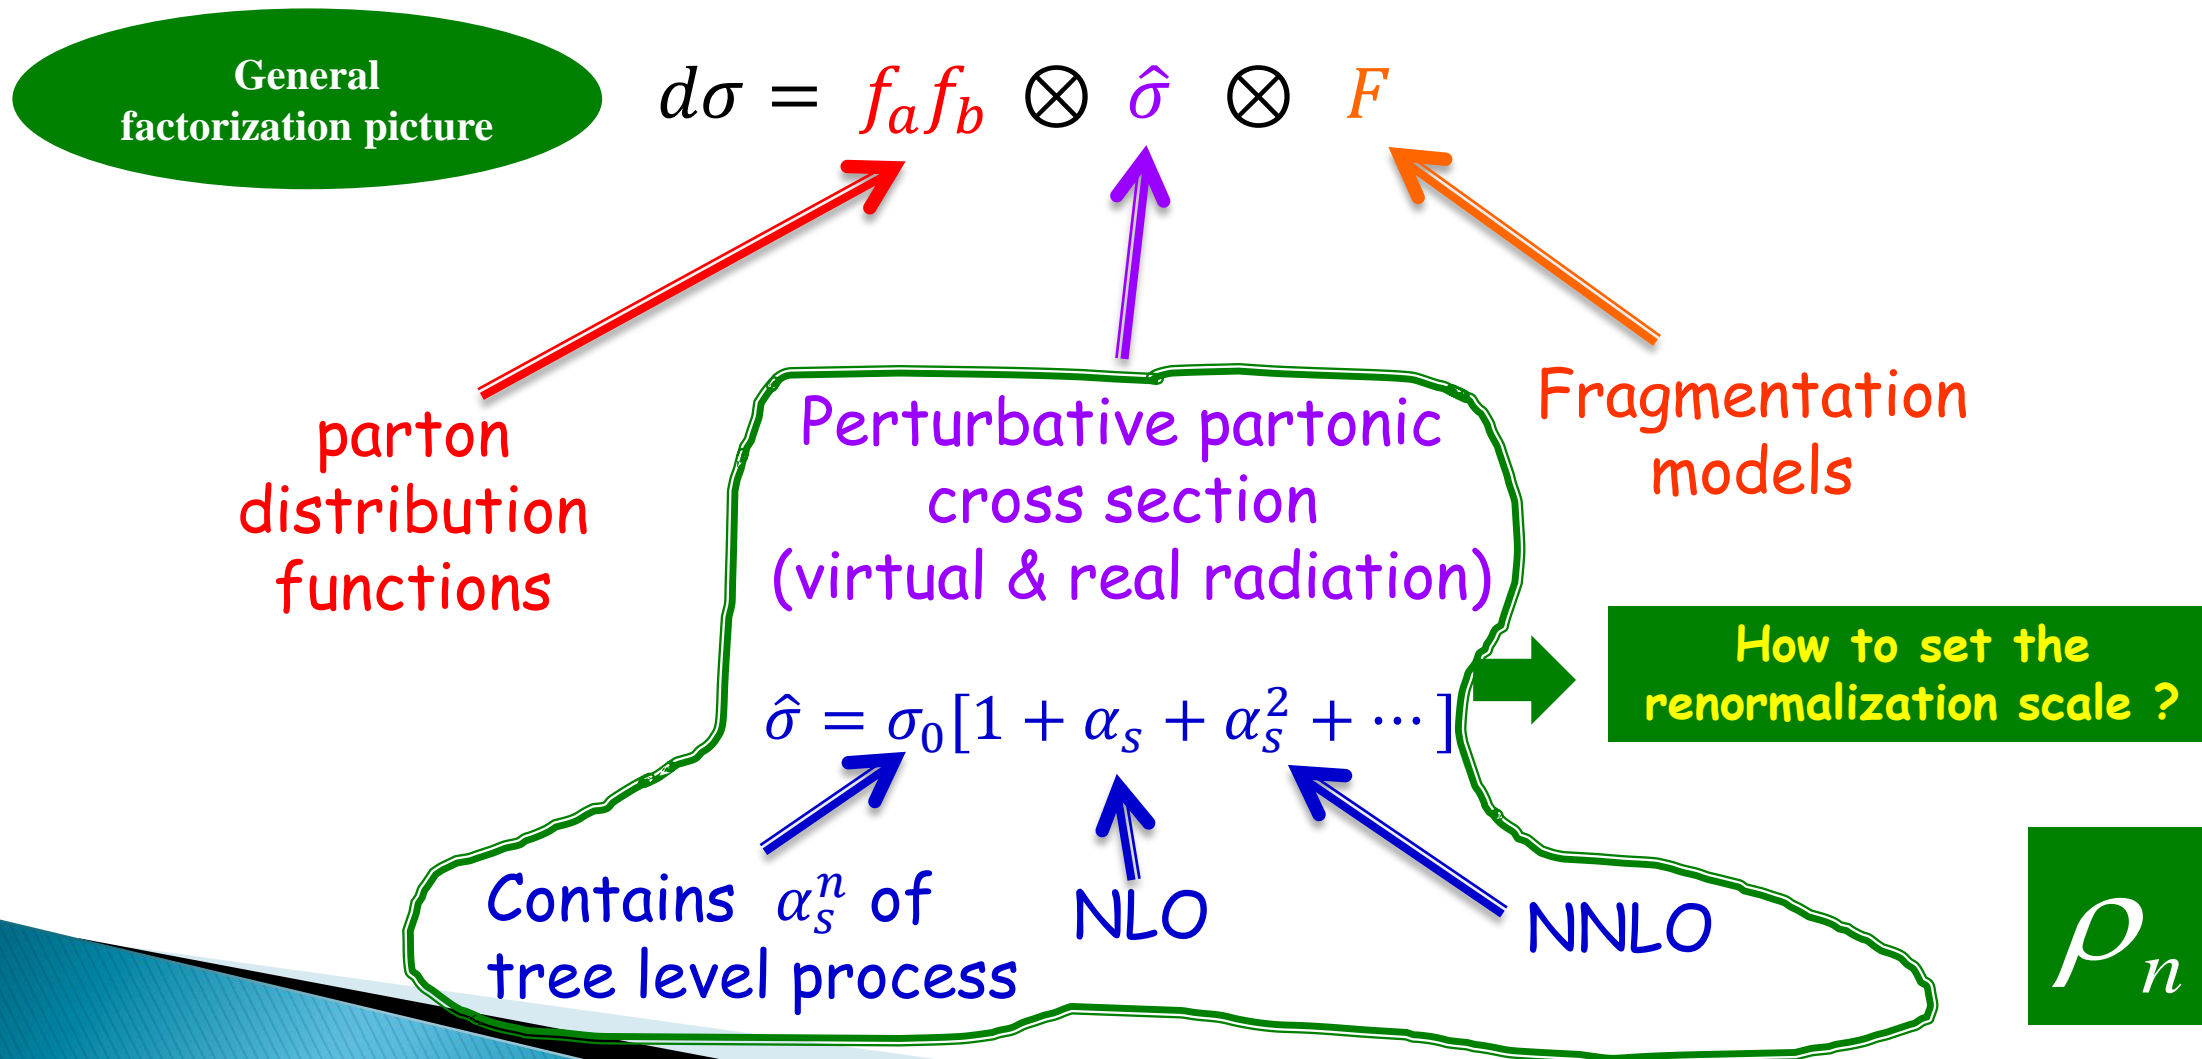 General
factorization picture
dσ = f_a f_b ⊗ σ̂ ⊗ F
parton
distribution
functions
Perturbative partonic
cross section
(virtual & real radiation)
Fragmentation
models
σ̂ = σ_0[1 + α_s + α_s^2 + ⋯ ]
How to set the
renormalization scale ?
Contains α_s^n of
tree level process
NLO
NNLO
ρ_n